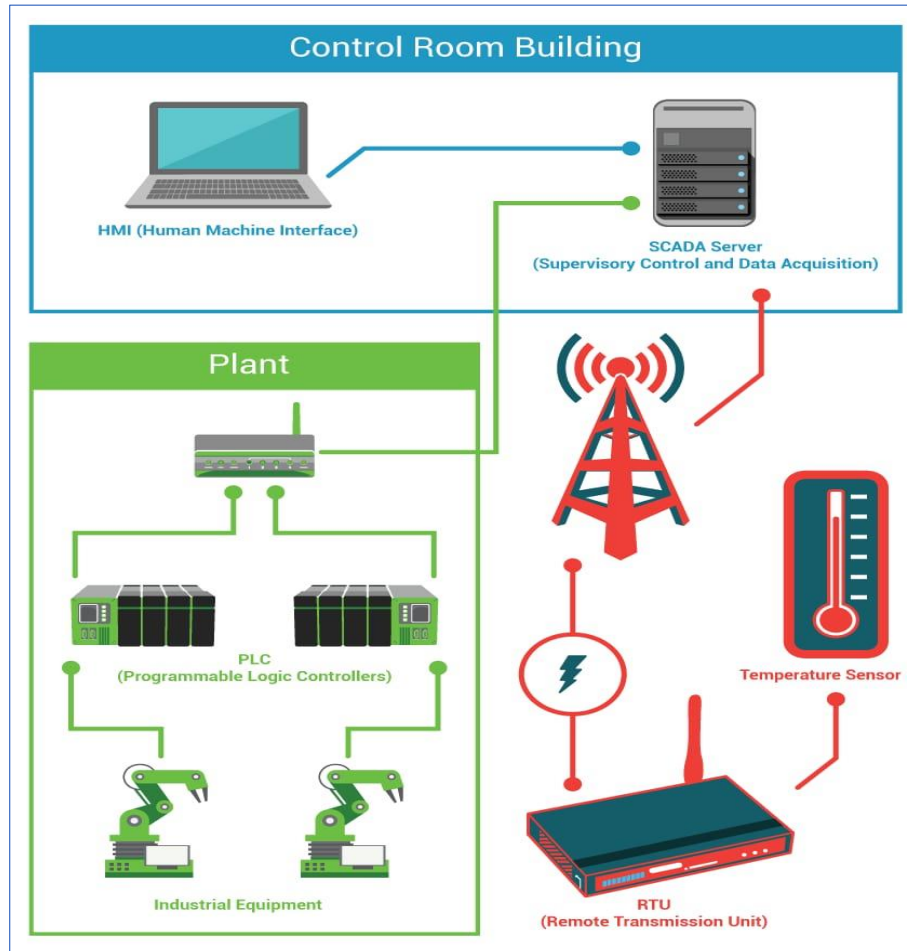 Control Room Building
HMI (Human Machine Interface)
SCADA Server
(Supervisory Control and Data Acquisition)
Plant
PLC
(Programmable Logic Controllers)
Temperature Sensor
Industrial Equipment
RTU
(Remote Transmission Unit)